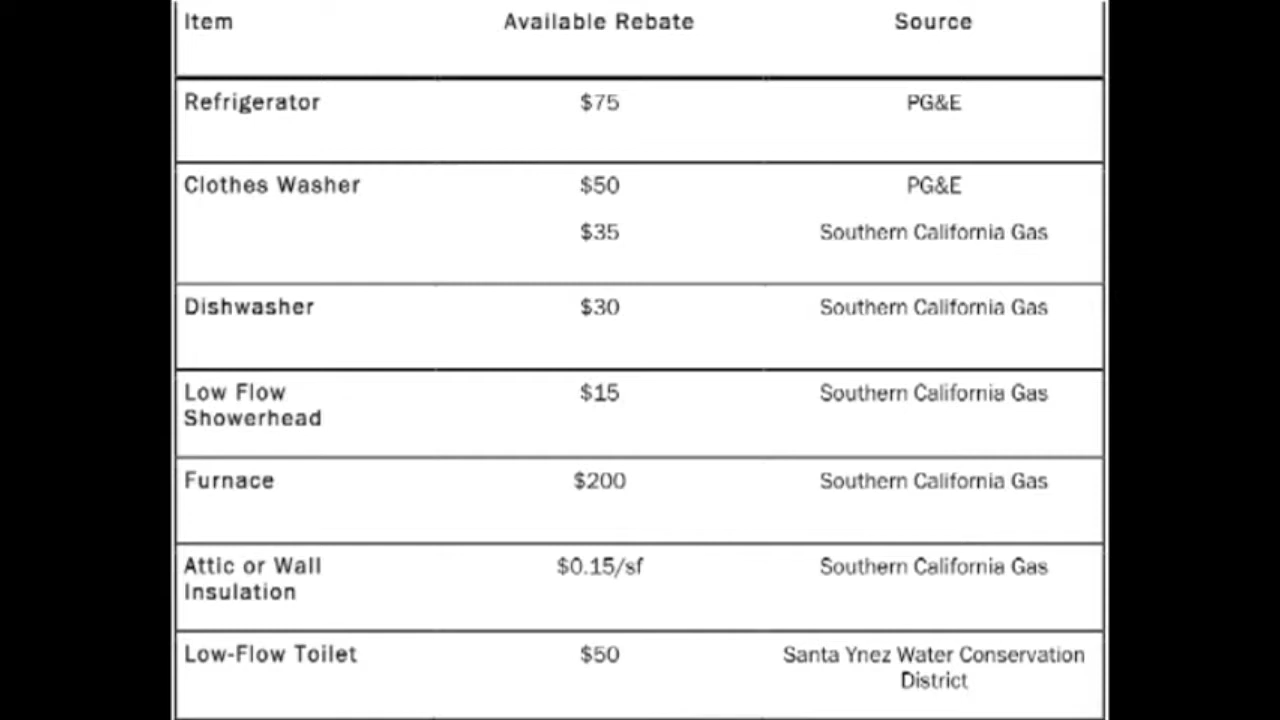 Item Available Rebate Source
Refrigerator $75 PG&E
Clothes Washer $50 PG&E
$35 Southern California Gas
Dishwasher $30 Southern California Gas
Low Flow $15 Southern California Gas
Showerhead
Furnace $200 Southern California Gas
Attic or Wall $0.15/sf Southern California Gas
Insulation
Low-Flow Toilet $50 Santa Ynez Water Conservation
District